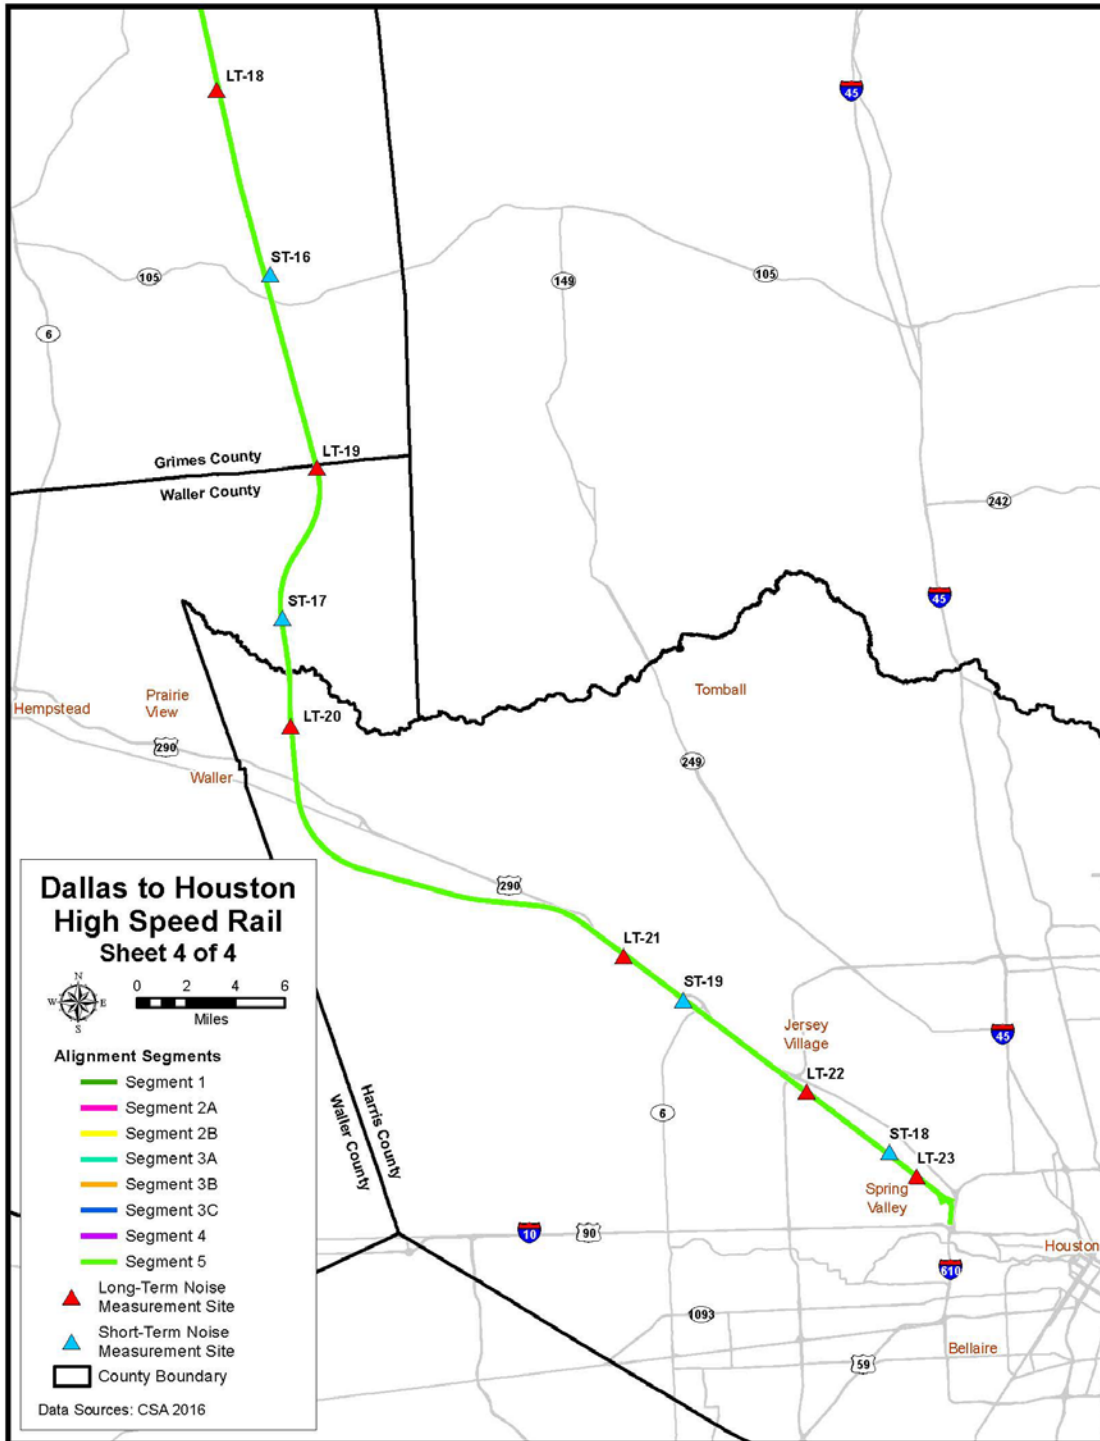 LT-18
45
ST-16
105
149
105
6
LT-19
Grimes County
Waller County
242
ST-17
45
Hempstead
Prairie
View
LT-20
Tomball
290
Waller
249
290
LT-21
ST-19
Jersey
Village
45
LT-22
6
ST-18
LT-23
Spring
Valley
Harris County
Waller County
10
90
Houston
610
1093
59
Bellaire
Dallas to Houston
High Speed Rail
Sheet 4 of 4
N
W
E
S
0 2 4 6
Miles
Alignment Segments
Segment 1
Segment 2A
Segment 2B
Segment 3A
Segment 3B
Segment 3C
Segment 4
Segment 5
Long-Term Noise
Measurement Site
Short-Term Noise
Measurement Site
County Boundary
Data Sources: CSA 2016